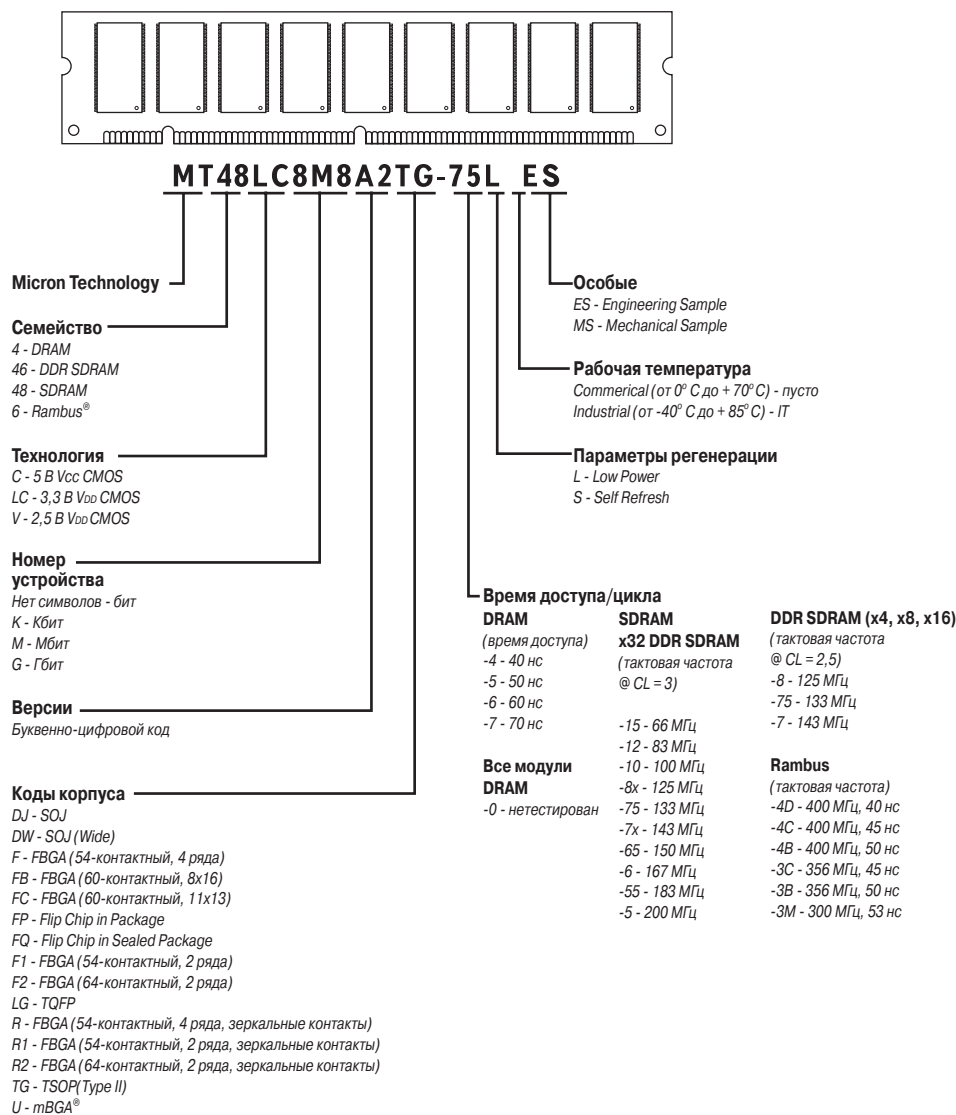 MT48LC8M8A2TG-75L ES
Micron Technology
Семейство
4 - DRAM
46 - DDR SDRAM
48 - SDRAM
6 - Rambus®
Технология
C - 5 В Vcc CMOS
LC - 3,3 В VDD CMOS
V - 2,5 В VDD CMOS
Номер
устройства
Нет символов - бит
K - Кбит
M - Мбит
G - Гбит
Версии
Буквенно-цифровой код
Коды корпуса
DJ - SOJ
DW - SOJ (Wide)
F - FBGA (54-контактный, 4 ряда)
FB - FBGA (60-контактный, 8x16)
FC - FBGA (60-контактный, 11x13)
FP - Flip Chip in Package
FQ - Flip Chip in Sealed Package
F1 - FBGA (54-контактный, 2 ряда)
F2 - FBGA (64-контактный, 2 ряда)
LG - TQFP
R - FBGA (54-контактный, 4 ряда, зеркальные контакты)
R1 - FBGA (54-контактный, 2 ряда, зеркальные контакты)
R2 - FBGA (64-контактный, 2 ряда, зеркальные контакты)
TG - TSOP(Type II)
U - mBGA®
Особые
ES - Engineering Sample
MS - Mechanical Sample
Рабочая температура
Commerical (от 0° C до + 70° C) - пусто
Industrial (от -40° C до + 85° C) - IT
Параметры регенерации
L - Low Power
S - Self Refresh
Время доступа/цикла
DRAM
(время доступа)
-4 - 40 нс
-5 - 50 нс
-6 - 60 нс
-7 - 70 нс
Все модули
DRAM
-0 - нетестирован
SDRAM
x32 DDR SDRAM
(тактовая частота
@ CL = 3)
-15 - 66 МГц
-12 - 83 МГц
-10 - 100 МГц
-8x - 125 МГц
-75 - 133 МГц
-7x - 143 МГц
-65 - 150 МГц
-6 - 167 МГц
-55 - 183 МГц
-5 - 200 МГц
DDR SDRAM (x4, x8, x16)
(тактовая частота
@ CL = 2,5)
-8 - 125 МГц
-75 - 133 МГц
-7 - 143 МГц
Rambus
(тактовая частота)
-4D - 400 МГц, 40 нс
-4C - 400 МГц, 45 нс
-4B - 400 МГц, 50 нс
-3C - 356 МГц, 45 нс
-3B - 356 МГц, 50 нс
-3M - 300 МГц, 53 нс